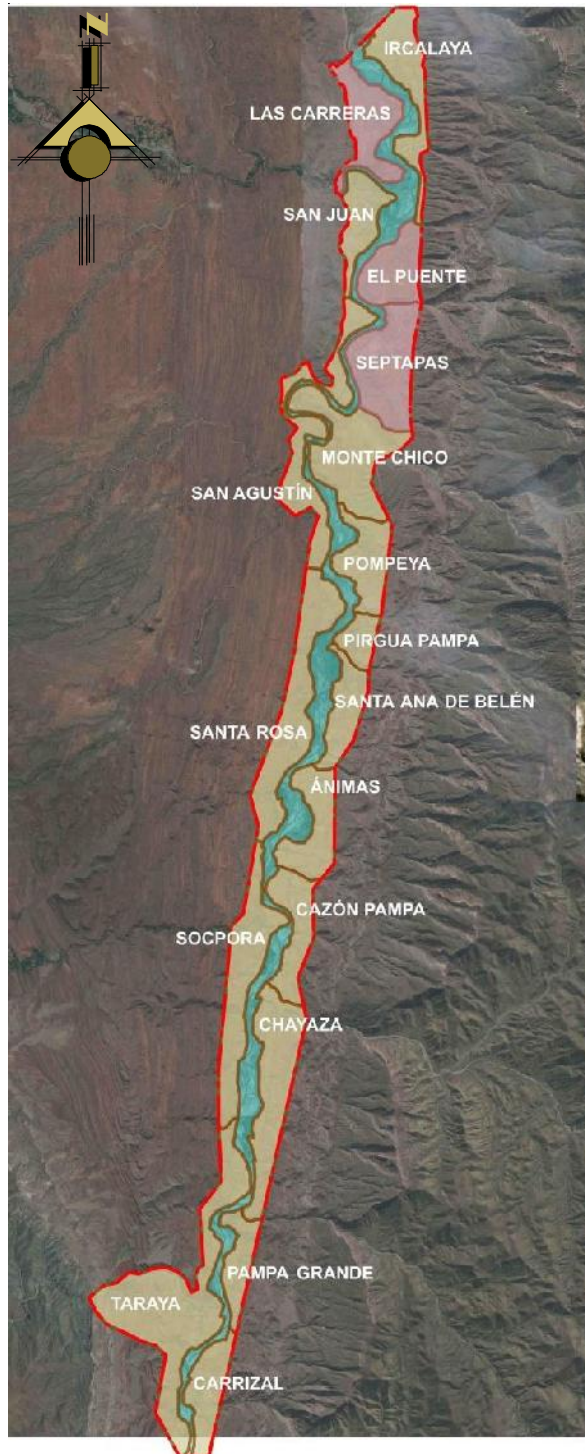 N
IRCALAYA
LAS CARRERAS
SAN JUAN
EL PUENTE
SEPTAPAS
MONTE CHICO
SAN AGUSTÍN
POMPEYA
PIRGUA PAMPA
SANTA ANA DE BELÉN
SANTA ROSA
ÁNIMAS
CAZÓN PAMPA
SOCPORA
CHAYAZA
PAMPA GRANDE
TARAYA
CARRIZAL